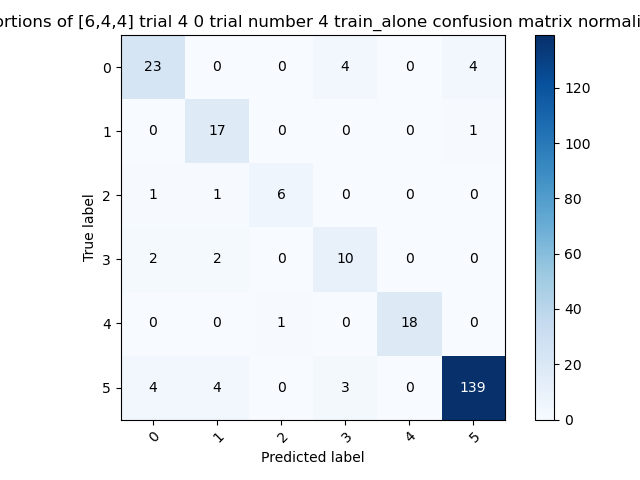 ortions of [6,4,4] trial 4 0 trial number 4 train_alone confusion matrix normali
0 23 0 0 4 0 4
1 0 17 0 0 0 1
2 1 1 6 0 0 0
3 2 2 0 10 0 0
4 0 0 1 0 18 0
5 4 4 0 3 0 139
0 1 2 3 4 5
True label
Predicted label
120
100
80
60
40
20
0